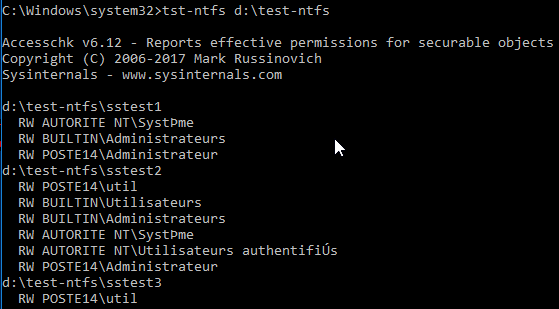 C:\Windows\system32>tst-ntfs d:\test-ntfs
Accesschk v6.12 - Reports effective permissions for securable objects
Copyright (C) 2006-2017 Mark Russinovich
Sysinternals - www.sysinternals.com
d:\test-ntfs\sstest1
RW AUTORITE NT\SystÞme
RW BUILTIN\Administrateurs
RW POSTE14\Administrateur
d:\test-ntfs\sstest2
RW POSTE14\util
RW BUILTIN\Utilisateurs
RW BUILTIN\Administrateurs
RW AUTORITE NT\SystÞme
RW AUTORITE NT\Utilisateurs authentifiÚs
RW POSTE14\Administrateur
d:\test-ntfs\sstest3
RW POSTE14\util